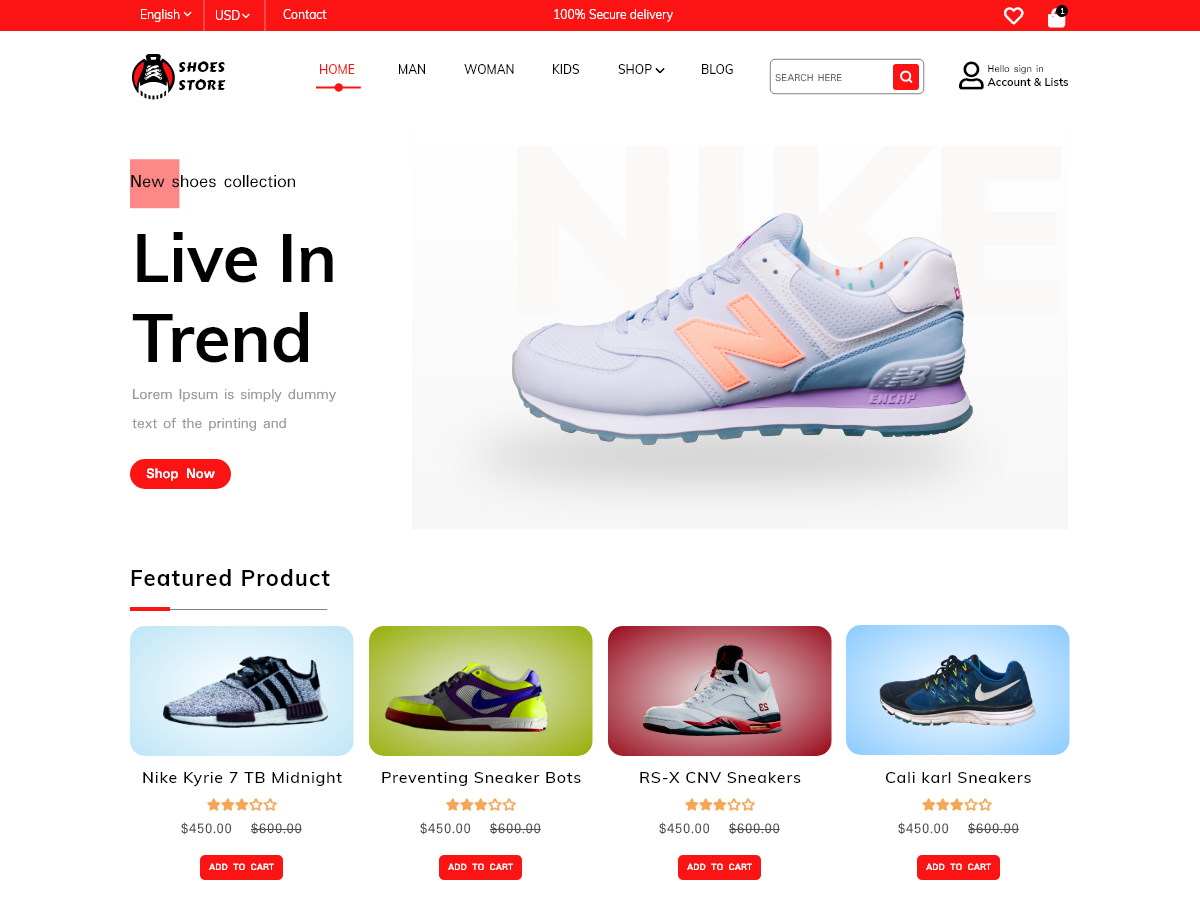 English USD Contact 100% Secure delivery 1
SHOES
STORE
HOME MAN WOMAN KIDS SHOP BLOG
SEARCH HERE
Hello sign in
Account & Lists
NIKE
New shoes collection
Live In
Trend
Lorem Ipsum is simply dummy
text of the printing and
Shop Now
N
NB
ENCAP
Featured Product
23
Nike Kyrie 7 TB Midnight Preventing Sneaker Bots RS-X CNV Sneakers Cali karl Sneakers
$450.00 $600.00 $450.00 $600.00 $450.00 $600.00 $450.00 $600.00
ADD TO CART ADD TO CART ADD TO CART ADD TO CART